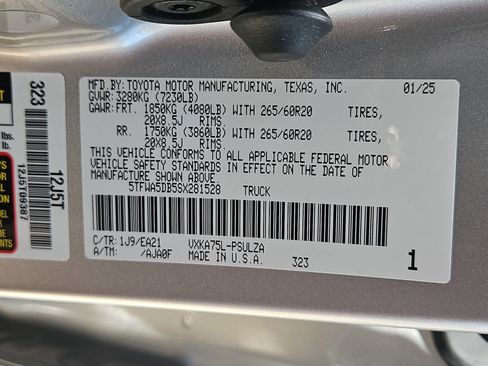 MFD.BY:TOYOTA MOTOR MANUFACTURING, TEXAS, INC. 01/25
GVWR:3280KG (7230LB)
GAWR:FRT. 1850KG (4080LB) WITH 265/60R20 TIRES,
20X8.5J RIMS.
RR. 1750KG (3860LB) WITH 265/60R20 TIRES,
20X8.5J RIMS.
THIS VEHICLE CONFORMS TO ALL APPLICABLE FEDERAL MOTOR
VEHICLE SAFETY STANDARDS IN EFFECT ON THE DATE OF
MANUFACTURE SHOWN ABOVE.
5TFWA5DB5SX281528 TRUCK
C/TR:1J9/EA21 VXKA75L-PSULZA
A/TM: /AJA0F MADE IN U.S.A. 323 1
323
12J5T
12J5T09387
lbs.
lb.